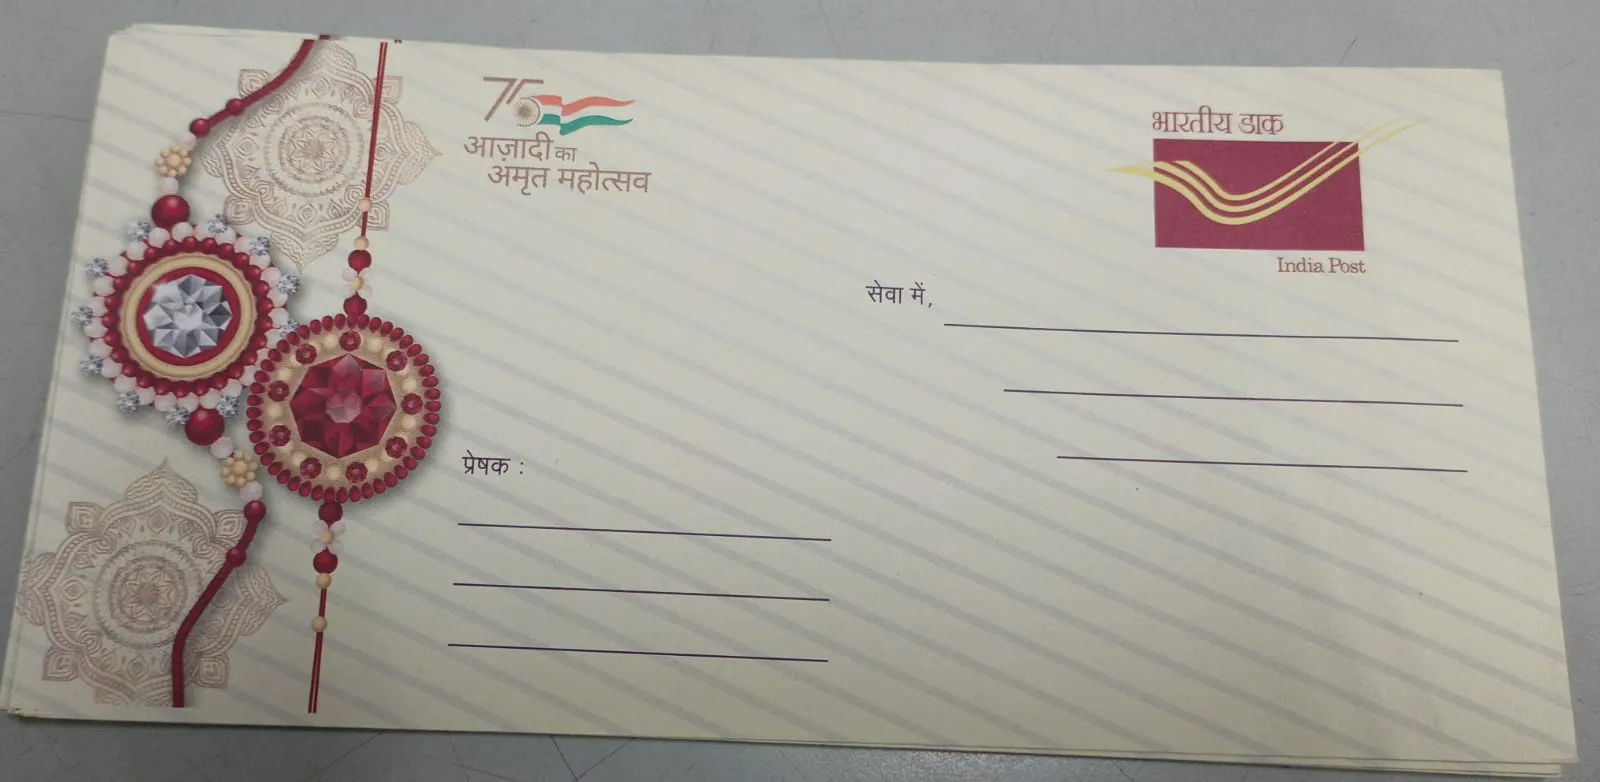 75
आज़ादी का
अमृत महोत्सव
भारतीय डाक
India Post
सेवा में,
प्रेषक :